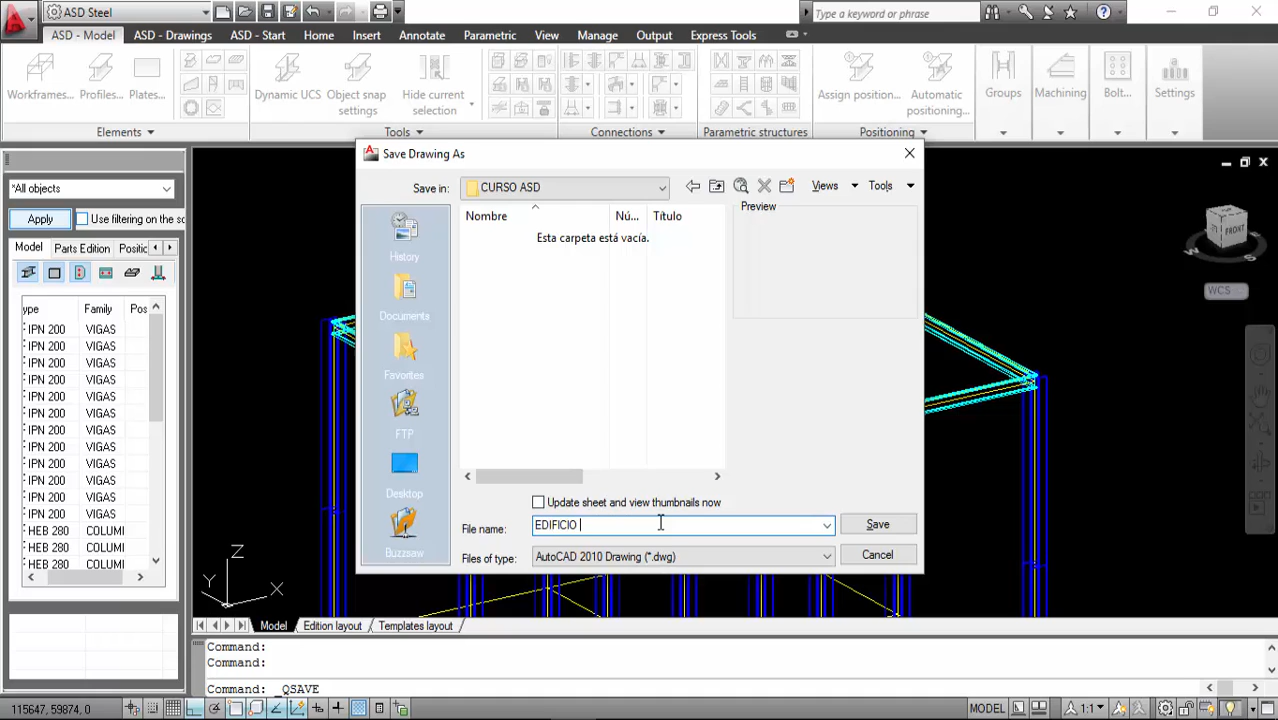 ASD Steel
Type a keyword or phrase
ASD - Model
ASD - Drawings
ASD - Start
Home
Insert
Annotate
Parametric
View
Manage
Output
Express Tools
Workframes...
Profiles...
Plates...
Dynamic UCS
Object snap settings
Hide current selection
Assign position...
Automatic positioning...
Groups
Machining
Bolt...
Settings
Elements
Tools
Connections
Parametric structures
Positioning
*All objects
Apply
Use filtering on the sc
Model
Parts Edition
Positic
ype Family Pos
IPN 200 VIGAS
IPN 200 VIGAS
IPN 200 VIGAS
IPN 200 VIGAS
IPN 200 VIGAS
IPN 200 VIGAS
IPN 200 VIGAS
IPN 200 VIGAS
IPN 200 VIGAS
IPN 200 VIGAS
IPN 200 VIGAS
IPN 200 VIGAS
HEB 280 COLUMI
HEB 280 COLUMI
HEB 280 COLUMI
Save Drawing As
Save in: CURSO ASD
Views
Tools
History
Documents
Favorites
FTP
Desktop
Buzzsaw
Nombre Nú... Título
Esta carpeta está vacía.
Preview
Update sheet and view thumbnails now
File name: EDIFICIO
Save
Files of type: AutoCAD 2010 Drawing (*.dwg)
Cancel
FRONT
W
S
WCS
Z
Y
X
Model
Edition layout
Templates layout
Command:
Command:
Command: _QSAVE
115647, 59874, 0
MODEL
1:1